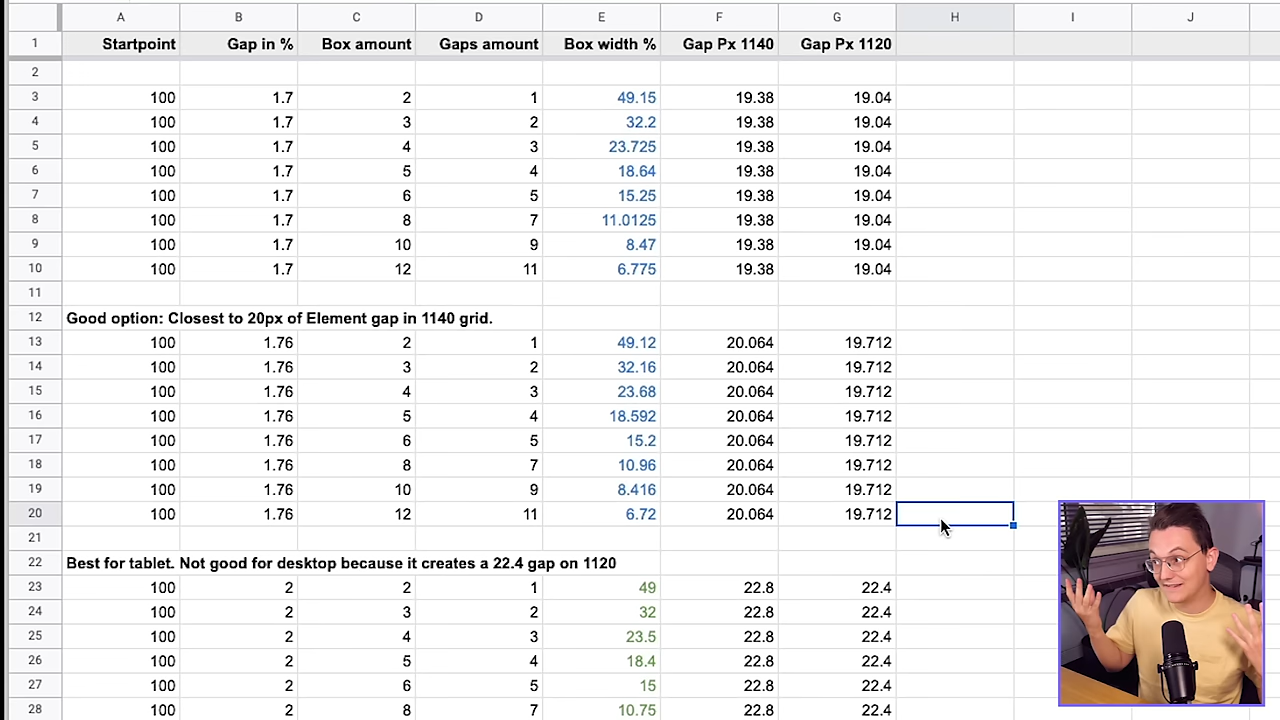 A B C D E F G H I J
1 Startpoint Gap in % Box amount Gaps amount Box width % Gap Px 1140 Gap Px 1120
2
3 100 1.7 2 1 49.15 19.38 19.04
4 100 1.7 3 2 32.2 19.38 19.04
5 100 1.7 4 3 23.725 19.38 19.04
6 100 1.7 5 4 18.64 19.38 19.04
7 100 1.7 6 5 15.25 19.38 19.04
8 100 1.7 8 7 11.0125 19.38 19.04
9 100 1.7 10 9 8.47 19.38 19.04
10 100 1.7 12 11 6.775 19.38 19.04
11
12 Good option: Closest to 20px of Element gap in 1140 grid.
13 100 1.76 2 1 49.12 20.064 19.712
14 100 1.76 3 2 32.16 20.064 19.712
15 100 1.76 4 3 23.68 20.064 19.712
16 100 1.76 5 4 18.592 20.064 19.712
17 100 1.76 6 5 15.2 20.064 19.712
18 100 1.76 8 7 10.96 20.064 19.712
19 100 1.76 10 9 8.416 20.064 19.712
20 100 1.76 12 11 6.72 20.064 19.712
21
22 Best for tablet. Not good for desktop because it creates a 22.4 gap on 1120
23 100 2 2 1 49 22.8 22.4
24 100 2 3 2 32 22.8 22.4
25 100 2 4 3 23.5 22.8 22.4
26 100 2 5 4 18.4 22.8 22.4
27 100 2 6 5 15 22.8 22.4
28 100 2 8 7 10.75 22.8 22.4